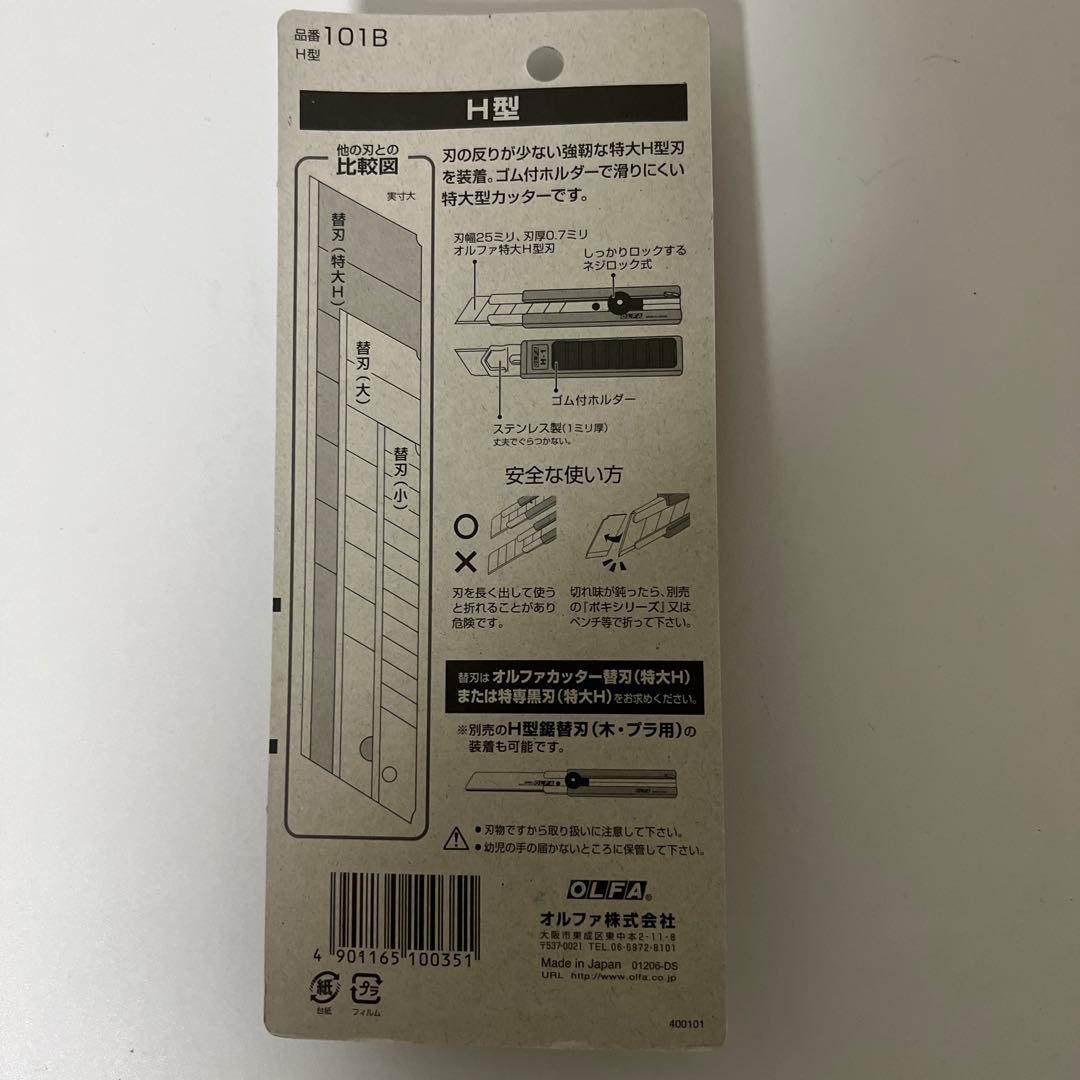 品番101B
H型
H型
他の刃との
比較図
実寸大
替刃(特大H)
替刃(大)
替刃(小)
刃の反りが少ない強靭な特大H型刃
を装着。ゴム付ホルダーで滑りにくい
特大型カッターです。
刃幅25ミリ、刃厚0.7ミリ
オルファ特大H型刃
しっかりロックする
ネジロック式
OLFA
OLFA
H-1
ゴム付ホルダー
ステンレス製(1ミリ厚)
丈夫でぐらつかない。
安全な使い方
刃を長く出して使う
と折れることがあり
危険です。
切れ味が鈍ったら、別売
の『ポキシリーズ』又は
ペンチ等で折って下さい。
替刃はオルファカッター替刃(特大H)
または特専黒刃(特大H)をお求めください。
※別売のH型鋸替刃(木・プラ用)の
装着も可能です。
OLFA
OLFA
•刃物ですから取り扱いに注意して下さい。
•幼児の手の届かないところに保管して下さい。
4 901165 100351
紙
台紙
プラ
フィルム
OLFA®
オルファ株式会社
大阪市東成区東中本2-11-8
〒537-0021 TEL.06-6972-8101
Made in Japan 01206-DS
URL http://www.olfa.co.jp
400101